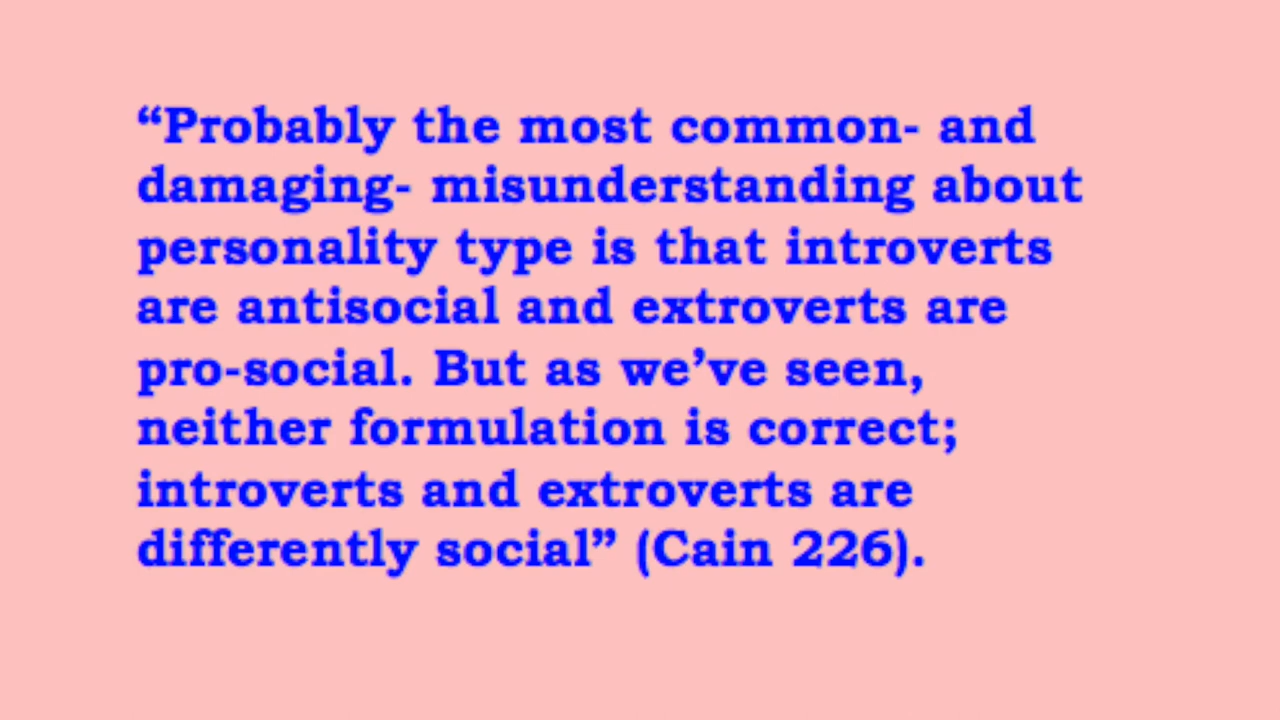 “Probably the most common- and
damaging- misunderstanding about
personality type is that introverts
are antisocial and extroverts are
pro-social. But as we’ve seen,
neither formulation is correct;
introverts and extroverts are
differently social” (Cain 226).